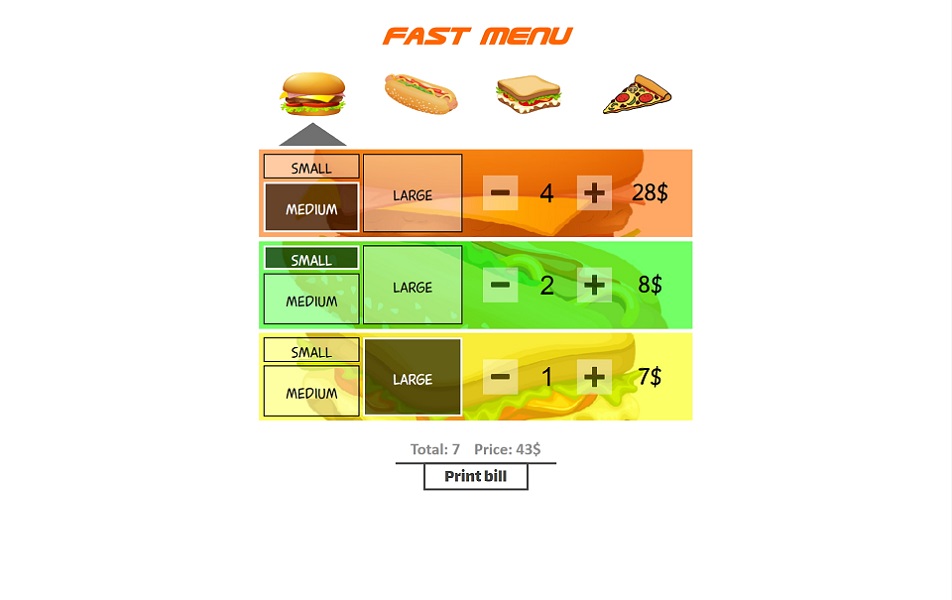 FAST MENU
SMALL
MEDIUM
LARGE
4
28$
SMALL
MEDIUM
LARGE
2
8$
SMALL
MEDIUM
LARGE
1
7$
Total: 7 Price: 43$
Print bill